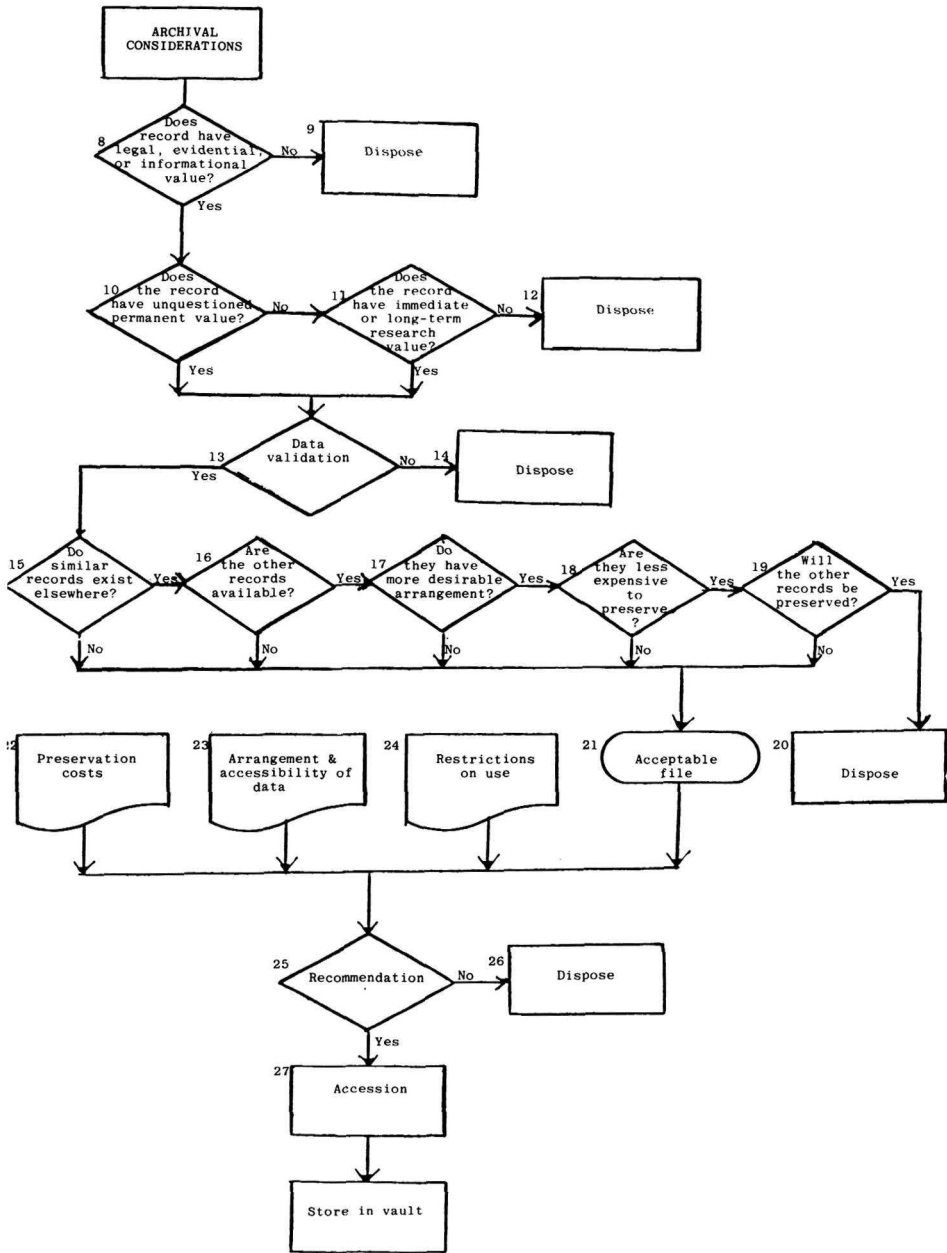 ARCHIVAL
CONSIDERATIONS
8
Does
record have
legal, evidential,
or informational
value?
No
9
Dispose
Yes
10
Does
the record
have unquestioned
permanent value?
No
11
Does
the record
have immediate
or long-term
research
value?
No
12
Dispose
Yes
Yes
13
Data
validation
No
14
Dispose
Yes
15
Do
similar
records exist
elsewhere?
Yes
16
Are
the other
records
available?
Yes
17
Do
they have
more desirable
arrangement?
Yes
18
Are
they less
expensive
to
preserve
?
Yes
19
Will
the other
records be
preserved?
Yes
No
No
No
No
No
22
Preservation
costs
23
Arrangement &
accessibility of
data
24
Restrictions
on use
21
Acceptable
file
20
Dispose
25
Recommendation
No
26
Dispose
Yes
27
Accession
Store in vault